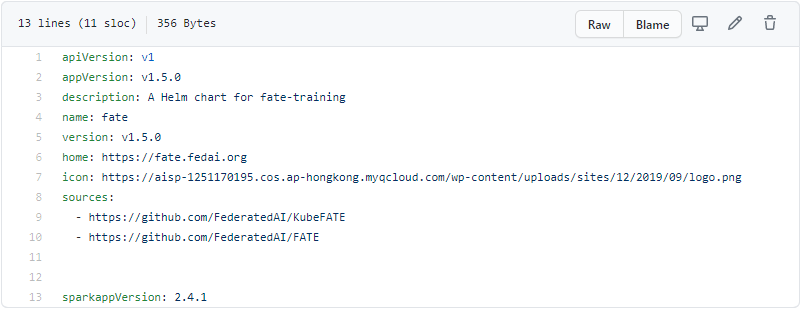 13 lines (11 sloc) 356 Bytes Raw Blame
1 apiVersion: v1
2 appVersion: v1.5.0
3 description: A Helm chart for fate-training
4 name: fate
5 version: v1.5.0
6 home: https://fate.fedai.org
7 icon: https://aisp-1251170195.cos.ap-hongkong.myqcloud.com/wp-content/uploads/sites/12/2019/09/logo.png
8 sources:
9 - https://github.com/FederatedAI/KubeFATE
10 - https://github.com/FederatedAI/FATE
11
12
13 sparkappVersion: 2.4.1